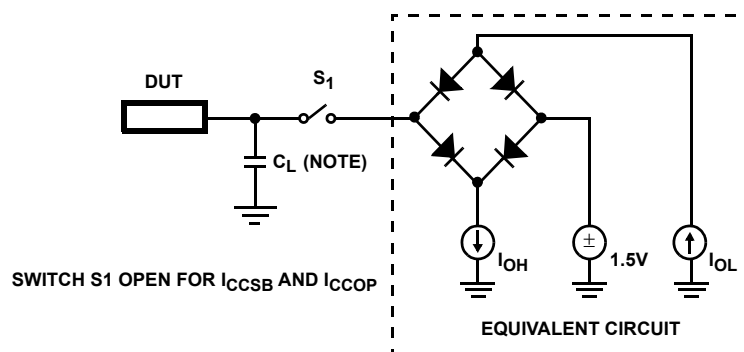 DUT
S1
CL (NOTE)
IOH
±
1.5V
IOL
SWITCH S1 OPEN FOR ICCSB AND ICCOP
EQUIVALENT CIRCUIT